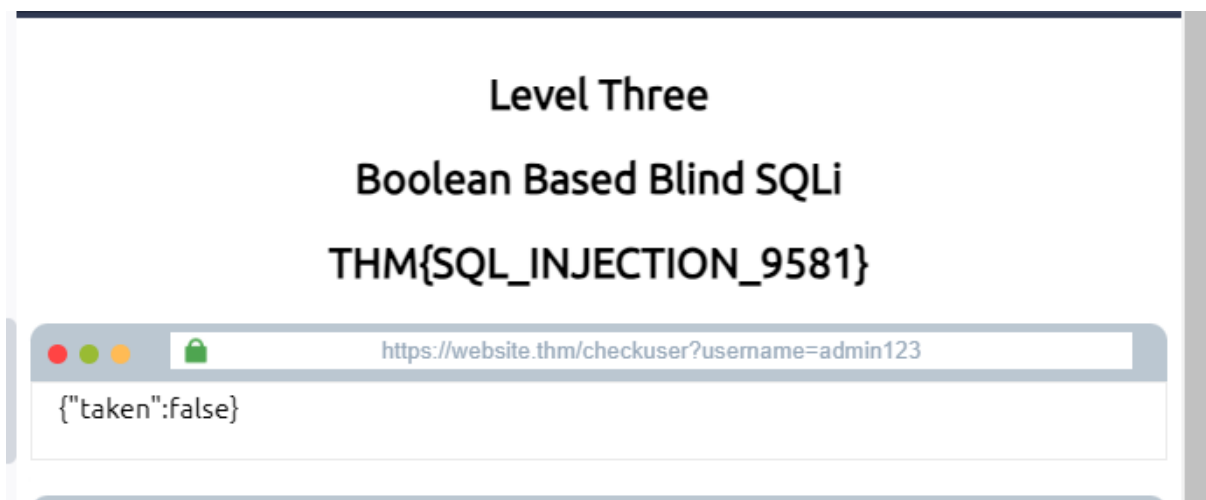 Level Three
Boolean Based Blind SQLi
THM{SQL_INJECTION_9581}
https://website.thm/checkuser?username=admin123
{"taken":false}